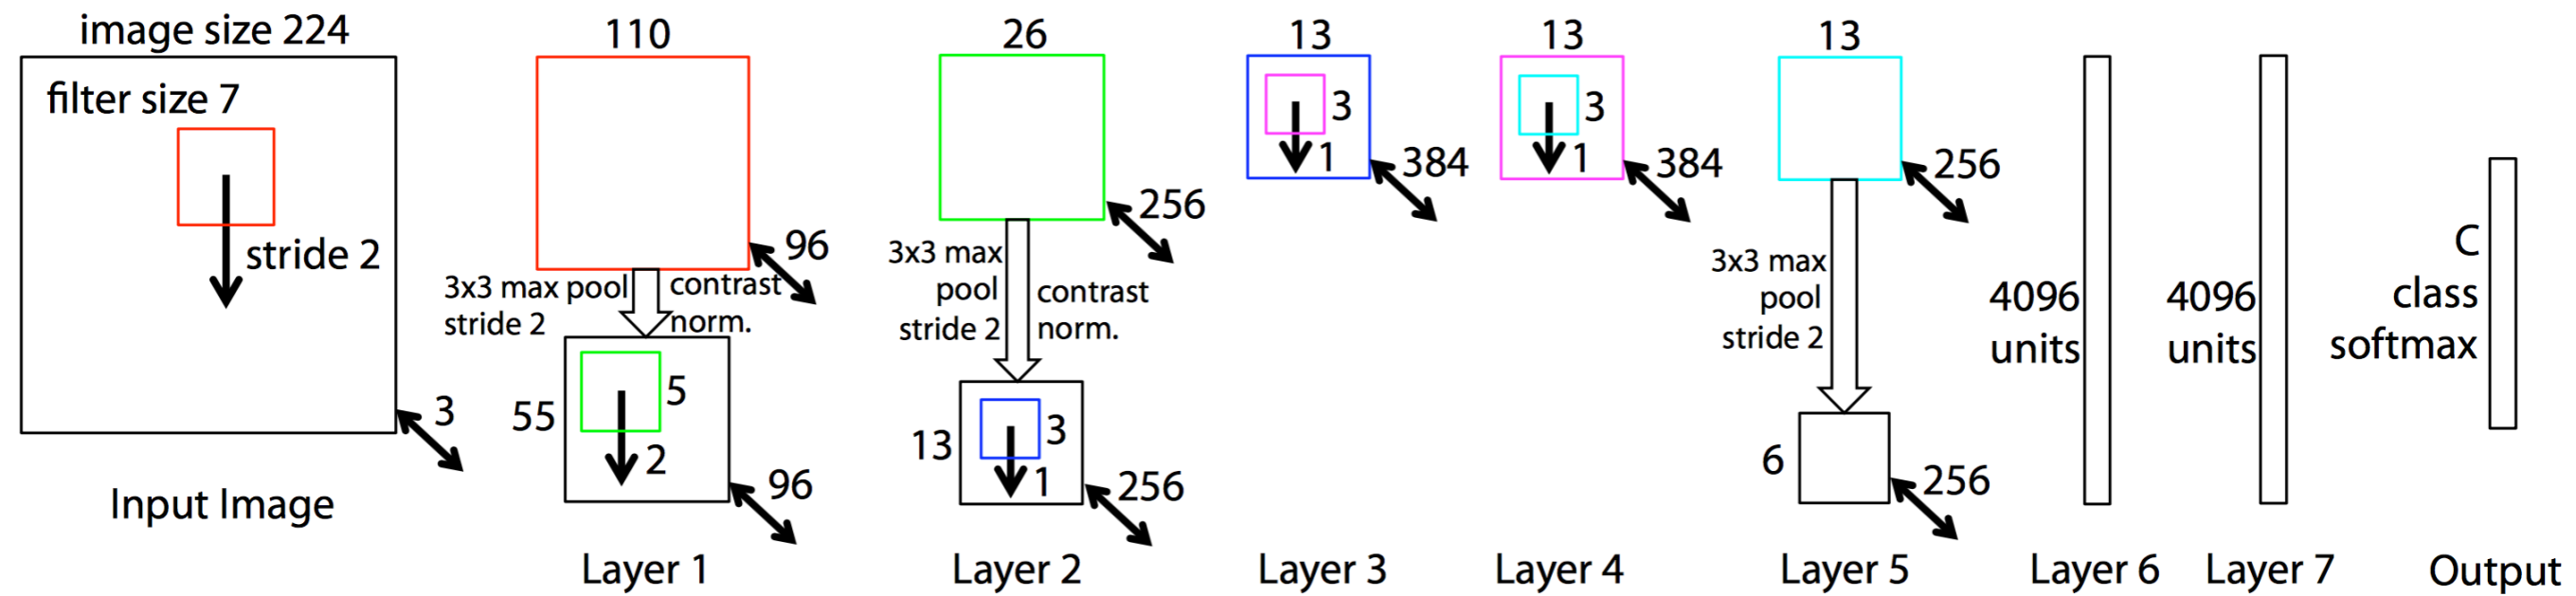 image size 224
filter size 7
stride 2
3
Input Image
110
96
3x3 max pool
stride 2
contrast
norm.
55
5
2
96
Layer 1
26
256
3x3 max
pool
stride 2
contrast
norm.
13
3
1
256
Layer 2
13
3
1
384
Layer 3
13
3
1
384
Layer 4
13
256
3x3 max
pool
stride 2
6
256
Layer 5
4096
units
Layer 6
4096
units
Layer 7
C
class
softmax
Output